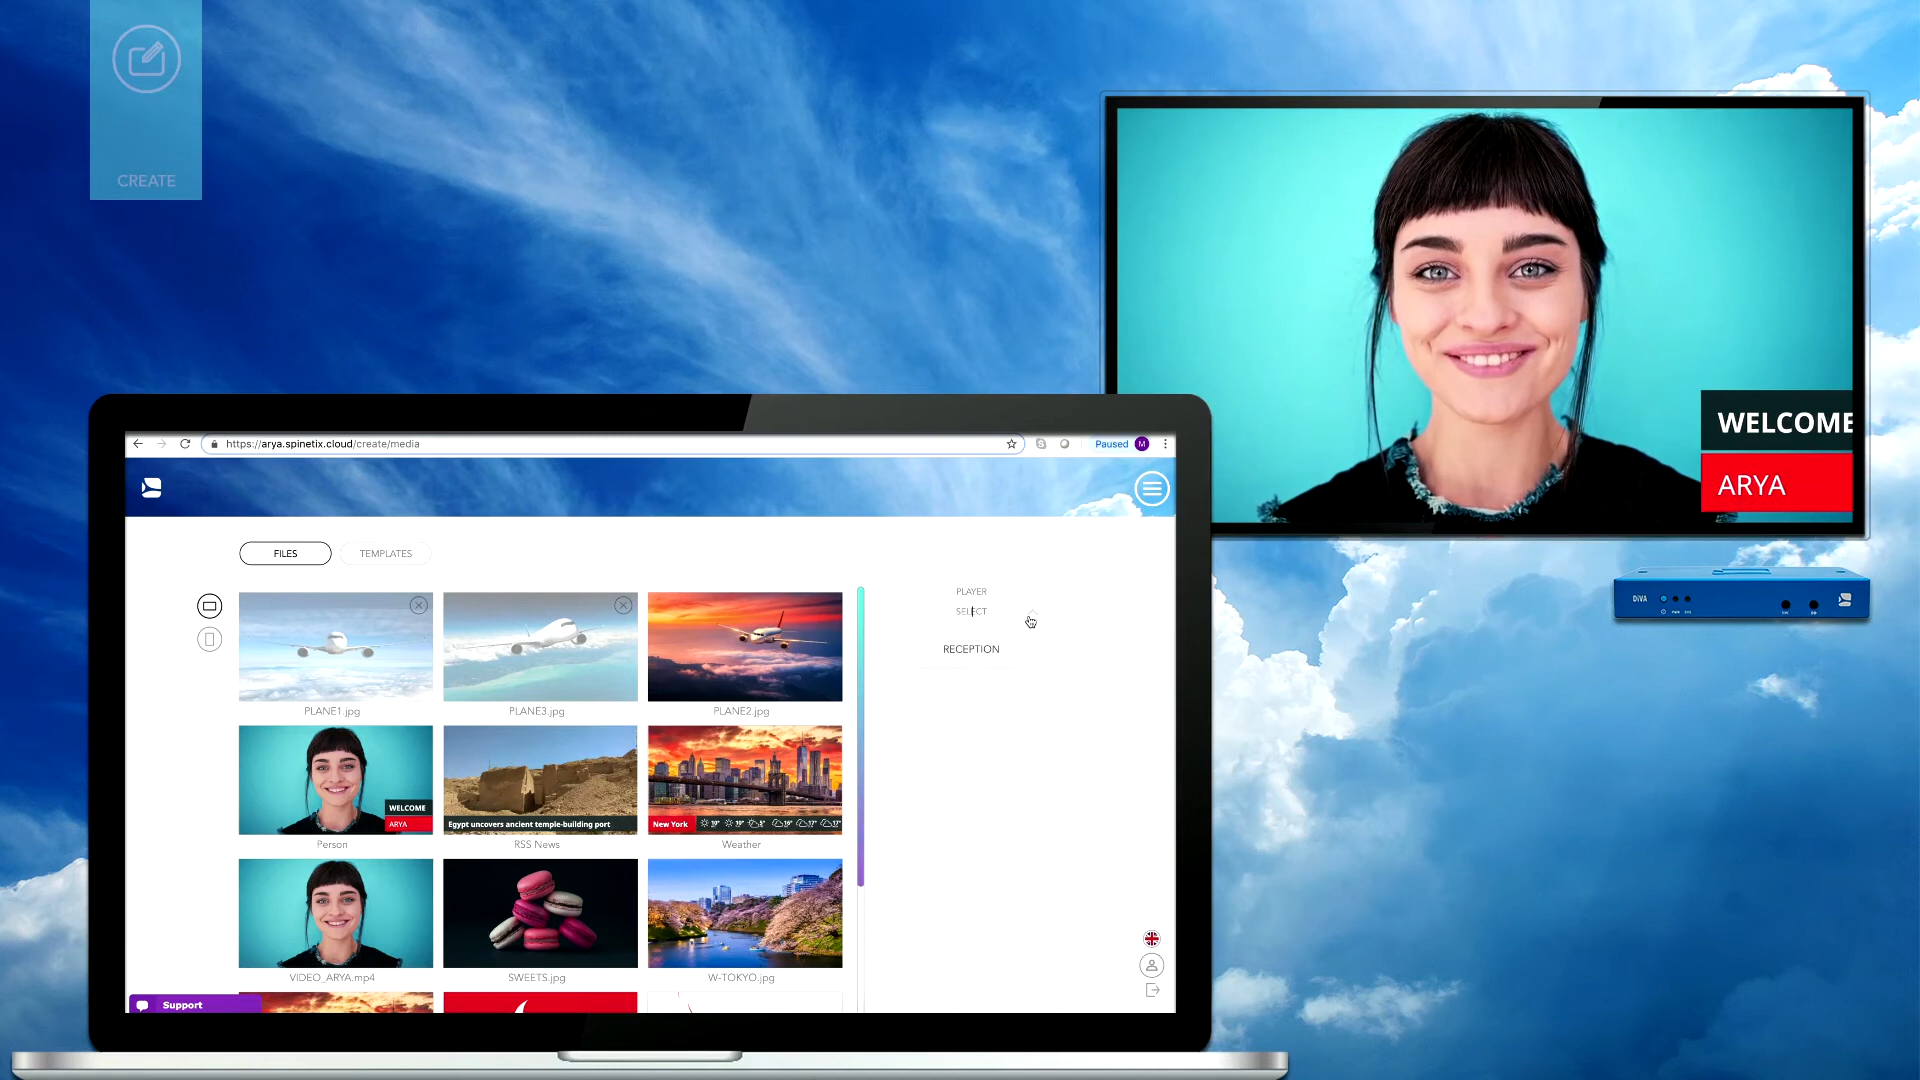 CREATE
WELCOME
ARYA
https://arya.spinetix.cloud/create/media
Paused
M
FILES
TEMPLATES
PLAYER
SELECT
RECEPTION
PLANE1.jpg
PLANE3.jpg
PLANE2.jpg
WELCOME
ARYA
Egypt uncovers ancient temple-building port
New York
Person
RSS News
Weather
VIDEO_ARYA.mp4
SWEETS.jpg
W-TOKYO.jpg
Support
DiVA